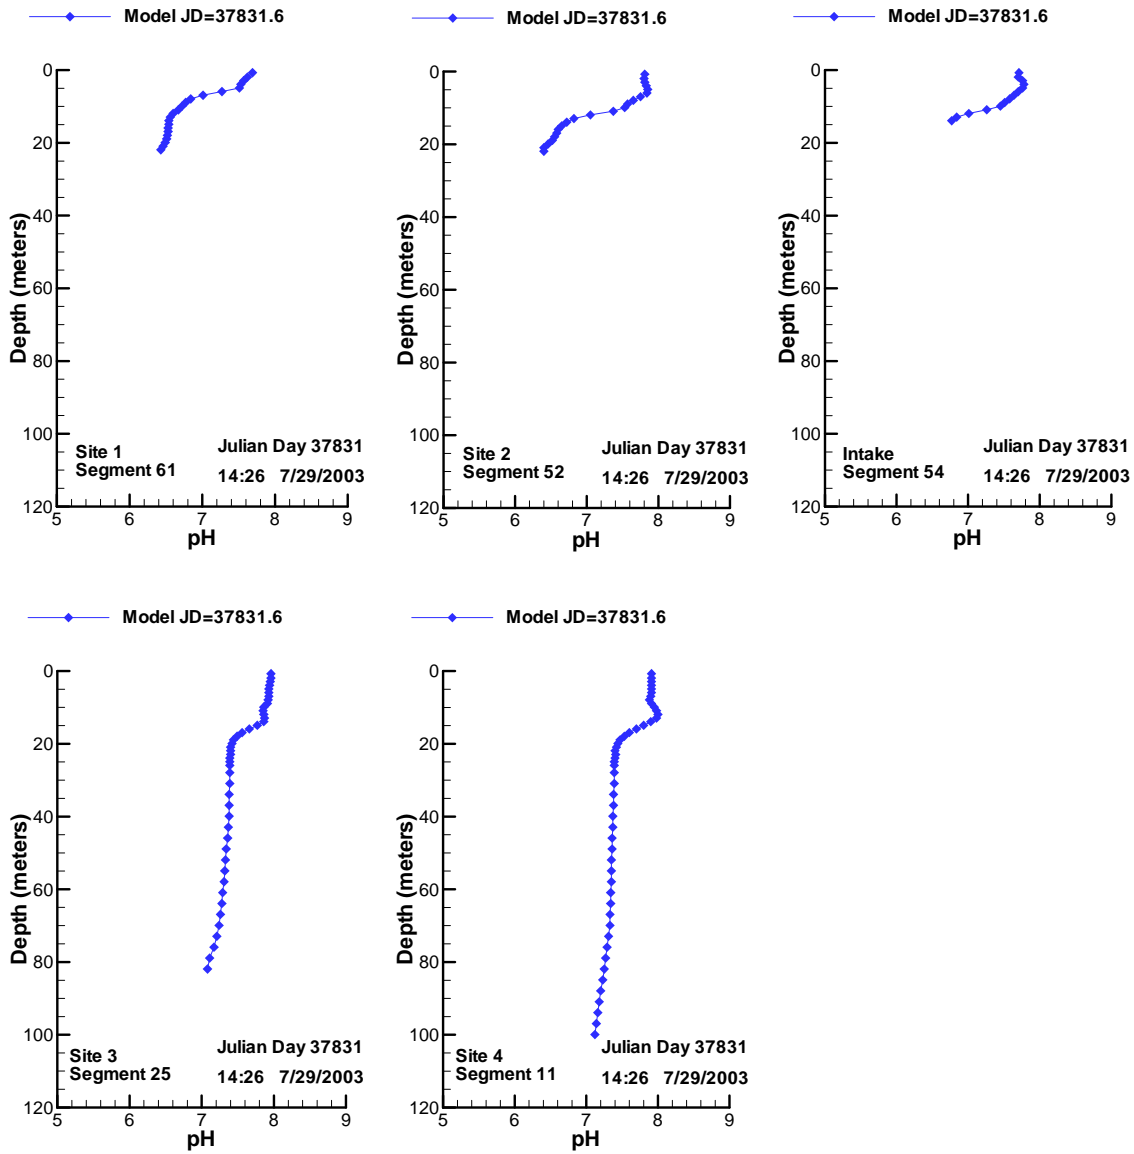 Model JD=37831.6
0
20
40
60
80
100
120
Depth (meters)
Site 1
Segment 61
Julian Day 37831
14:26 7/29/2003
5 6 7 8 9
pH
Model JD=37831.6
0
20
40
60
80
100
120
Depth (meters)
Site 2
Segment 52
Julian Day 37831
14:26 7/29/2003
5 6 7 8 9
pH
Model JD=37831.6
0
20
40
60
80
100
120
Depth (meters)
Intake
Segment 54
Julian Day 37831
14:26 7/29/2003
5 6 7 8 9
pH
Model JD=37831.6
0
20
40
60
80
100
120
Depth (meters)
Site 3
Segment 25
Julian Day 37831
14:26 7/29/2003
5 6 7 8 9
pH
Model JD=37831.6
0
20
40
60
80
100
120
Depth (meters)
Site 4
Segment 11
Julian Day 37831
14:26 7/29/2003
5 6 7 8 9
pH